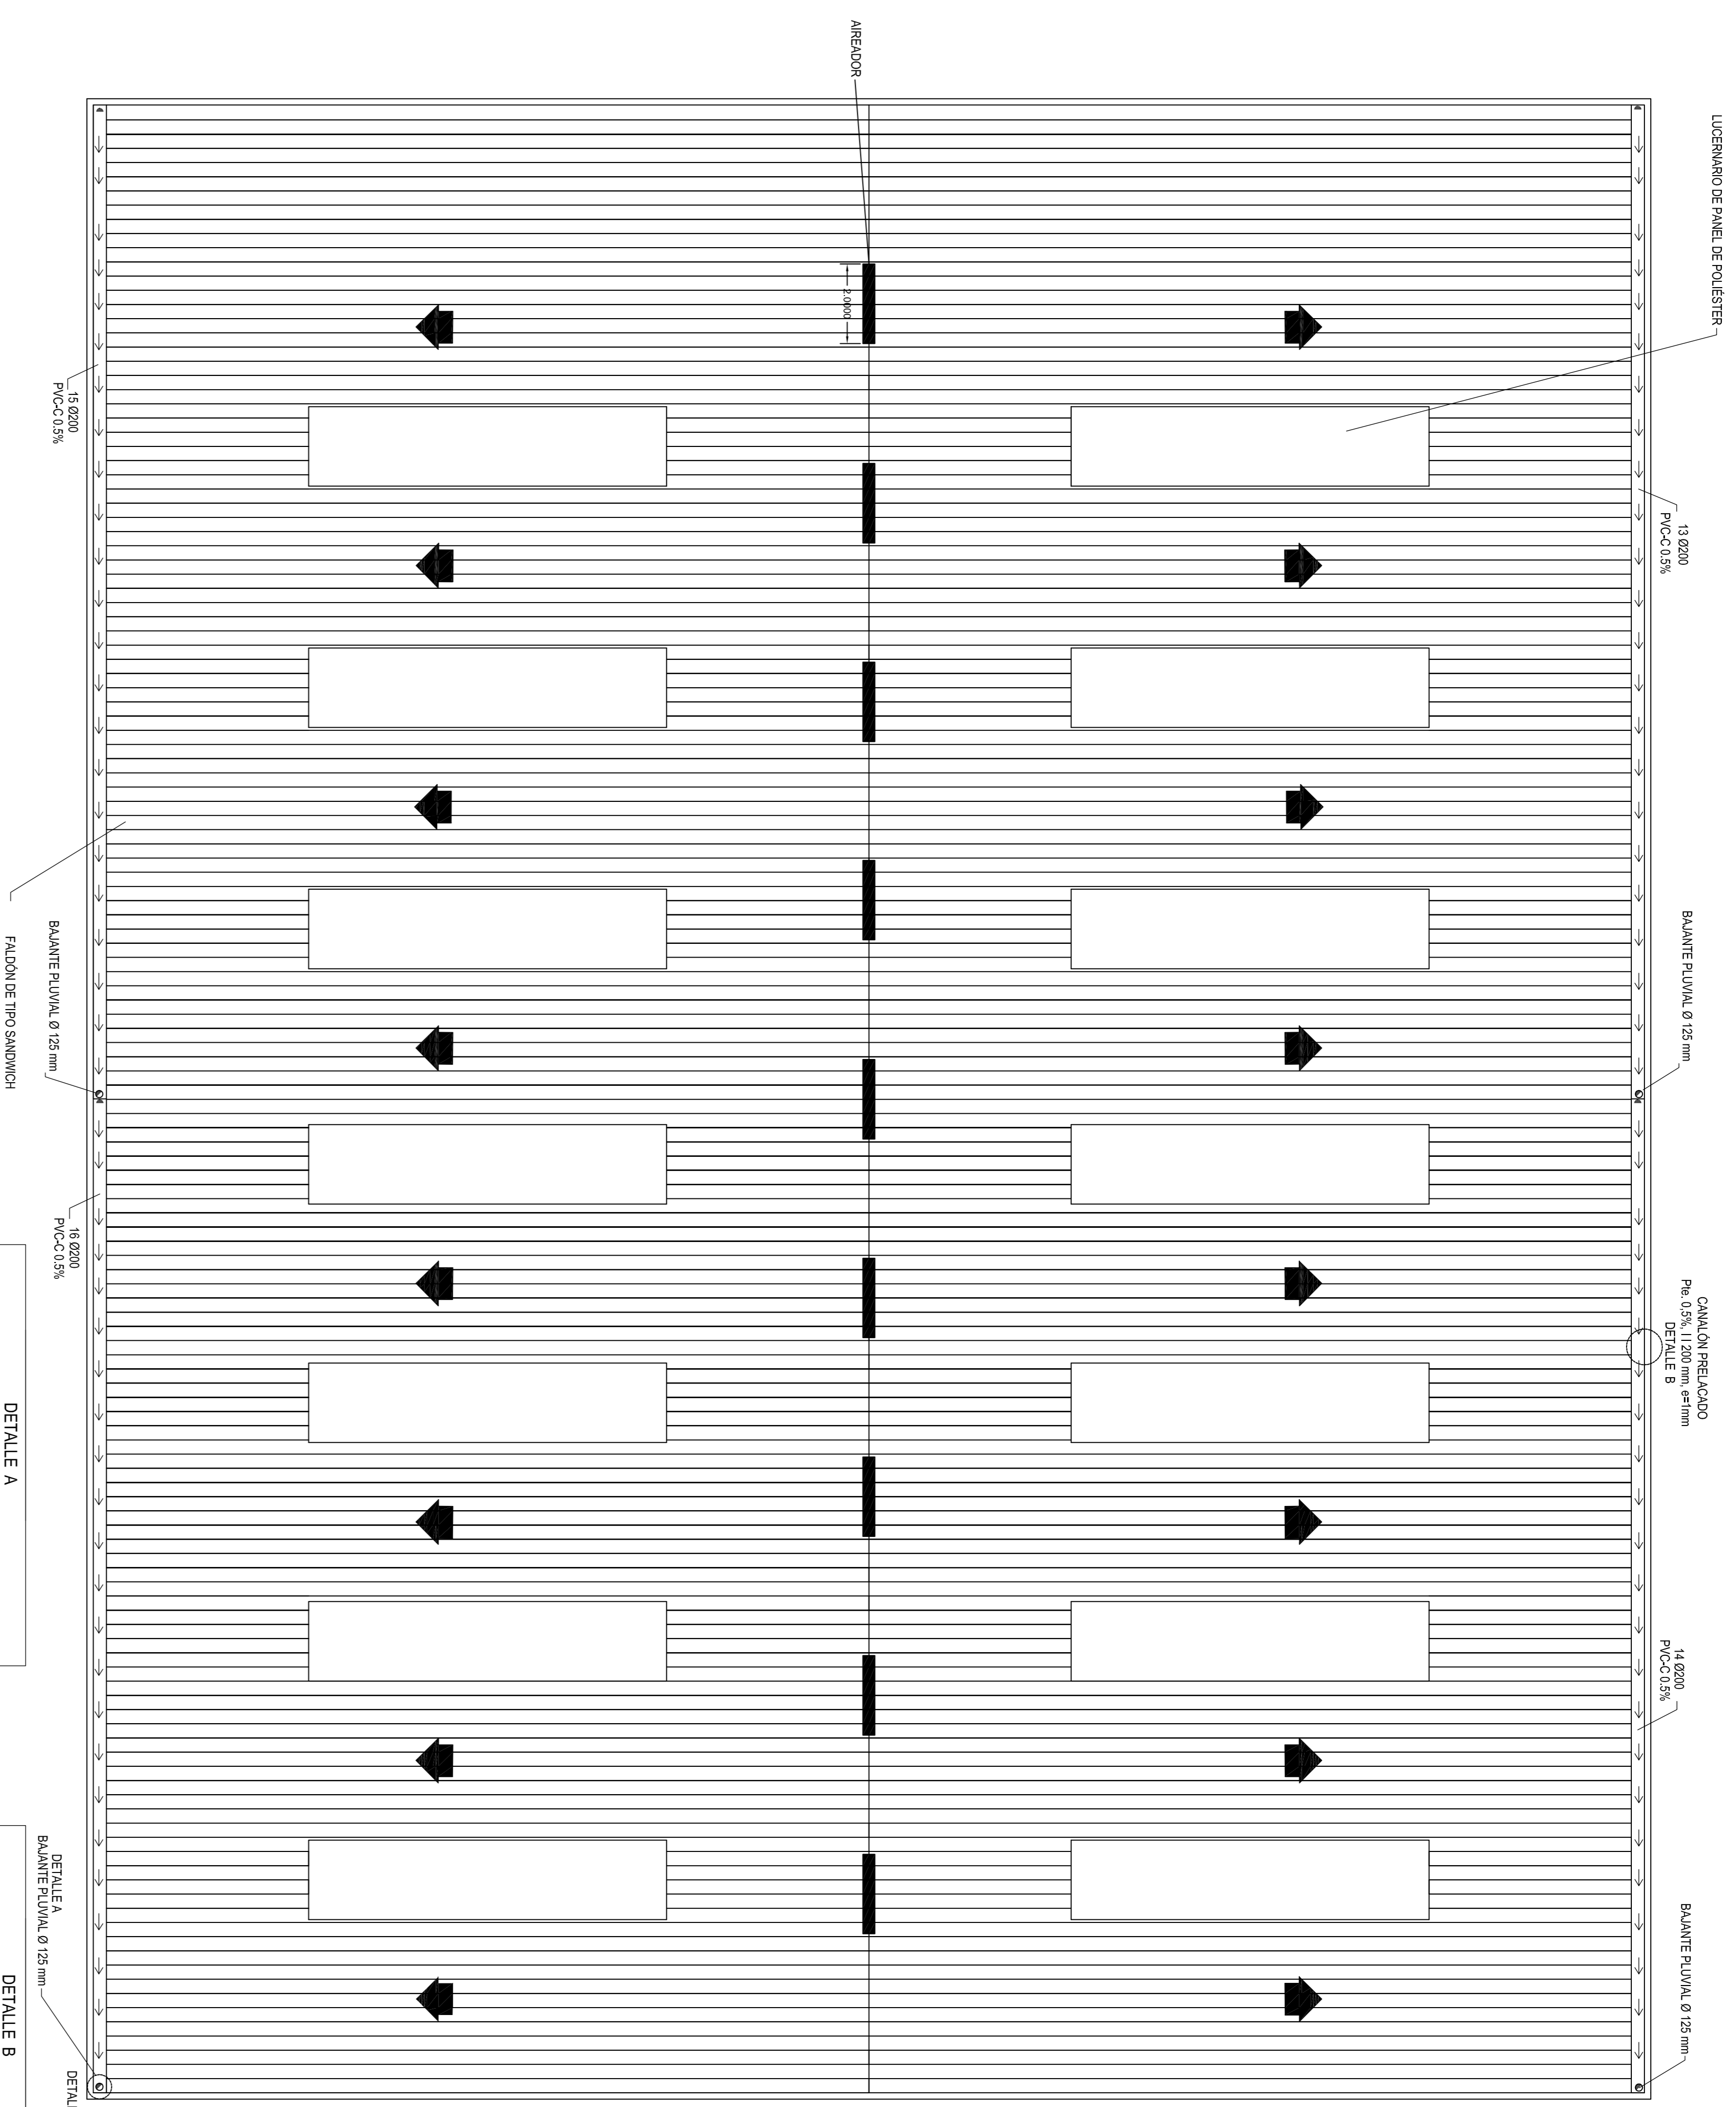 LUCERNARIO DE PANEL DE POLIÉSTER
13 Ø200
PVC-C 0.5%
BAJANTE PLUVIAL Ø 125 mm
CANALÓN PRELACADO
Pte. 0,5%, I I 200 mm, e=1mm
DETALLE B
14 Ø200
PVC-C 0.5%
BAJANTE PLUVIAL Ø 125 mm
AIREADOR
2.0000
15 Ø200
PVC-C 0.5%
BAJANTE PLUVIAL Ø 125 mm
FALDÓN DE TIPO SANDWICH
16 Ø200
PVC-C 0.5%
DETALLE A
BAJANTE PLUVIAL Ø 125 mm
DETALLE A
DETALLE B